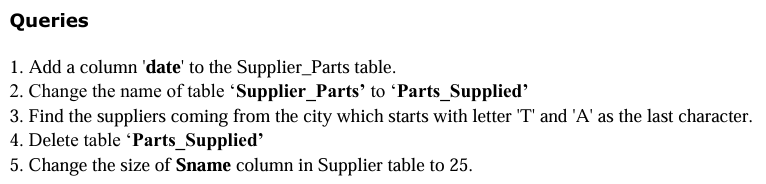 Queries
1. Add a column 'date' to the Supplier_Parts table.
2. Change the name of table ‘Supplier_Parts’ to ‘Parts_Supplied’
3. Find the suppliers coming from the city which starts with letter 'T' and 'A' as the last character.
4. Delete table ‘Parts_Supplied’
5. Change the size of Sname column in Supplier table to 25.